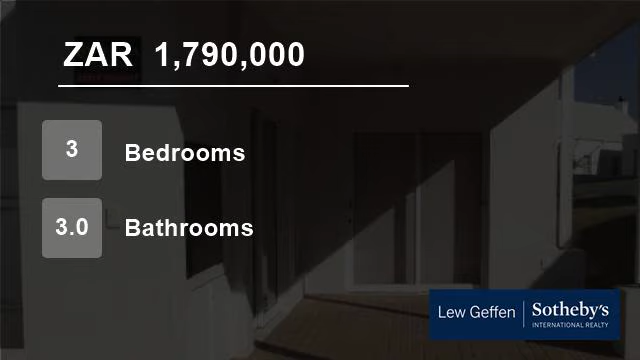 ZAR 1,790,000
3
Bedrooms
3.0
Bathrooms
Lew Geffen
Sotheby's
INTERNATIONAL REALTY